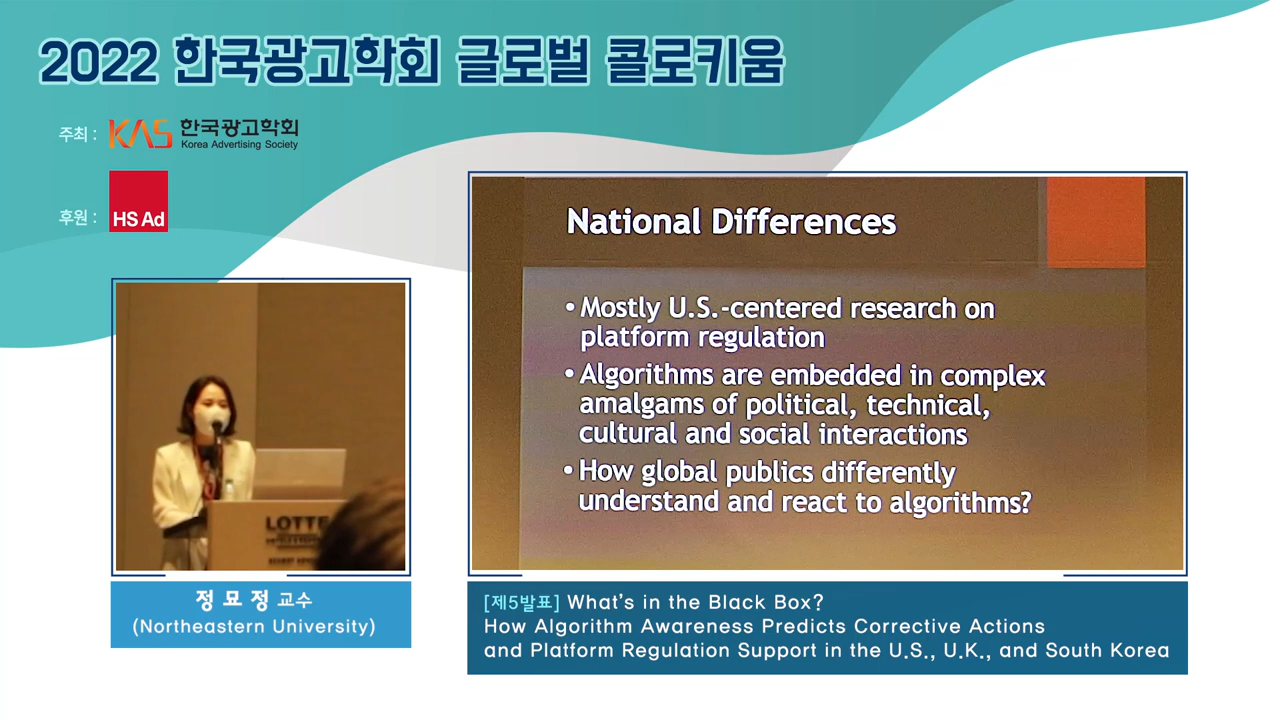 2022 한국광고학회 글로벌 콜로키움
주최 :
KAS 한국광고학회
Korea Advertising Society
후원 :
HS Ad
LOTTE
정 묘 정 교수
(Northeastern University)
National Differences
• Mostly U.S.-centered research on
platform regulation
• Algorithms are embedded in complex
amalgams of political, technical,
cultural and social interactions
• How global publics differently
understand and react to algorithms?
[제5발표] What's in the Black Box?
How Algorithm Awareness Predicts Corrective Actions
and Platform Regulation Support in the U.S., U.K., and South Korea